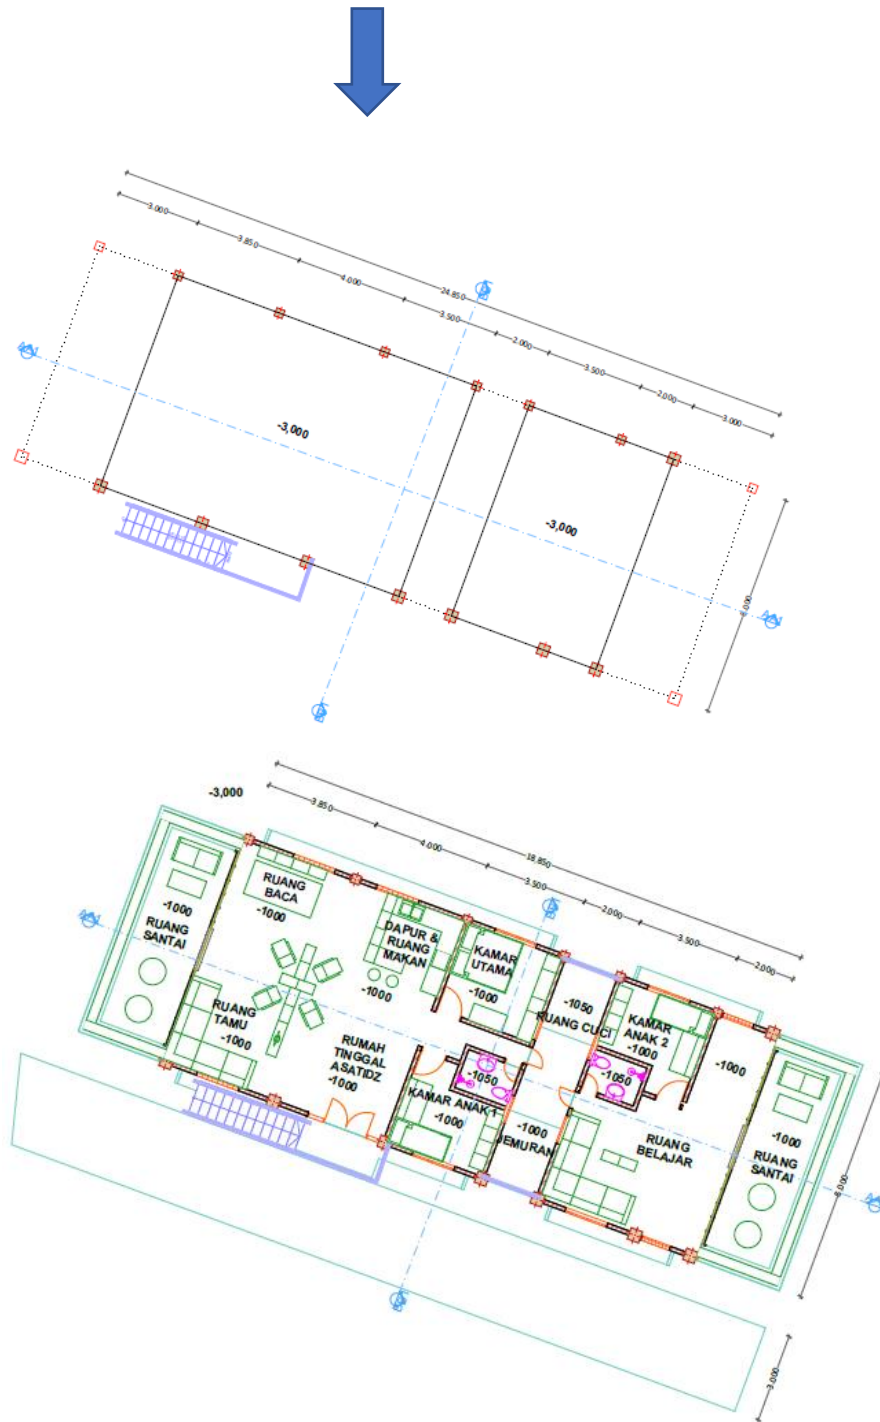 3.000
3.850
4.000
24.850
3.500
2.000
3.500
2.000
3.000
-3,000
-3,000
8.000
-3,000
3.850
4.000
18.850
3.500
2.000
3.500
2.000
RUANG
BACA
-1000
-1000
RUANG
SANTAI
DAPUR &
RUANG
MAKAN
-1000
KAMAR
UTAMA
-1000
-1050
RUANG CUCI
KAMAR
ANAK 2
-1000
RUANG
TAMU
-1000
RUMAH
TINGGAL
ASATIDZ
-1000
-1050
-1050
-1000
KAMAR ANAK 1
-1000
-1000
JEMURAN
RUANG
BELAJAR
-1000
RUANG
SANTAI
8.000
3.000